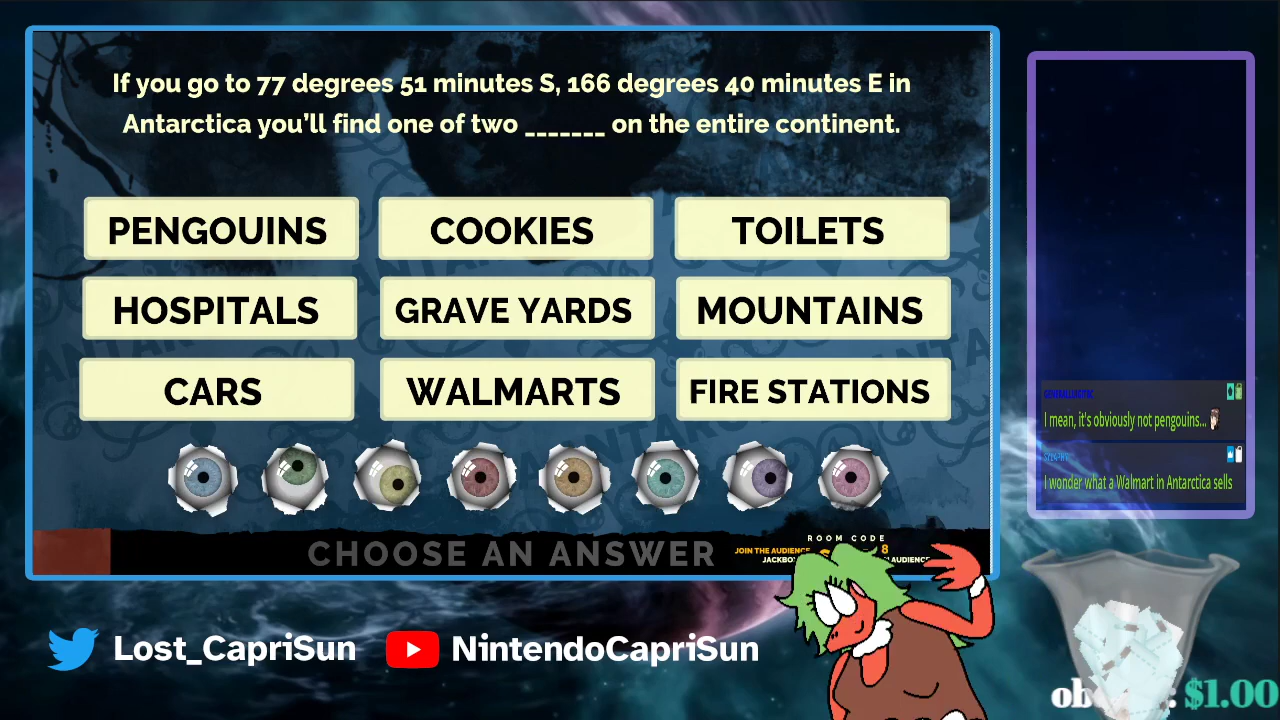 If you go to 77 degrees 51 minutes S, 166 degrees 40 minutes E in
Antarctica you'll find one of two _______ on the entire continent.
PENGOUINS
COOKIES
TOILETS
HOSPITALS
GRAVE YARDS
MOUNTAINS
CARS
WALMARTS
FIRE STATIONS
CHOOSE AN ANSWER
ROOM CODE
JOIN THE AUDIENCE
8
JACKBO
AUDIENCE
I mean, it's obviously not pengouins...
I wonder what a Walmart in Antarctica sells
Lost_CapriSun
NintendoCapriSun
$1.00